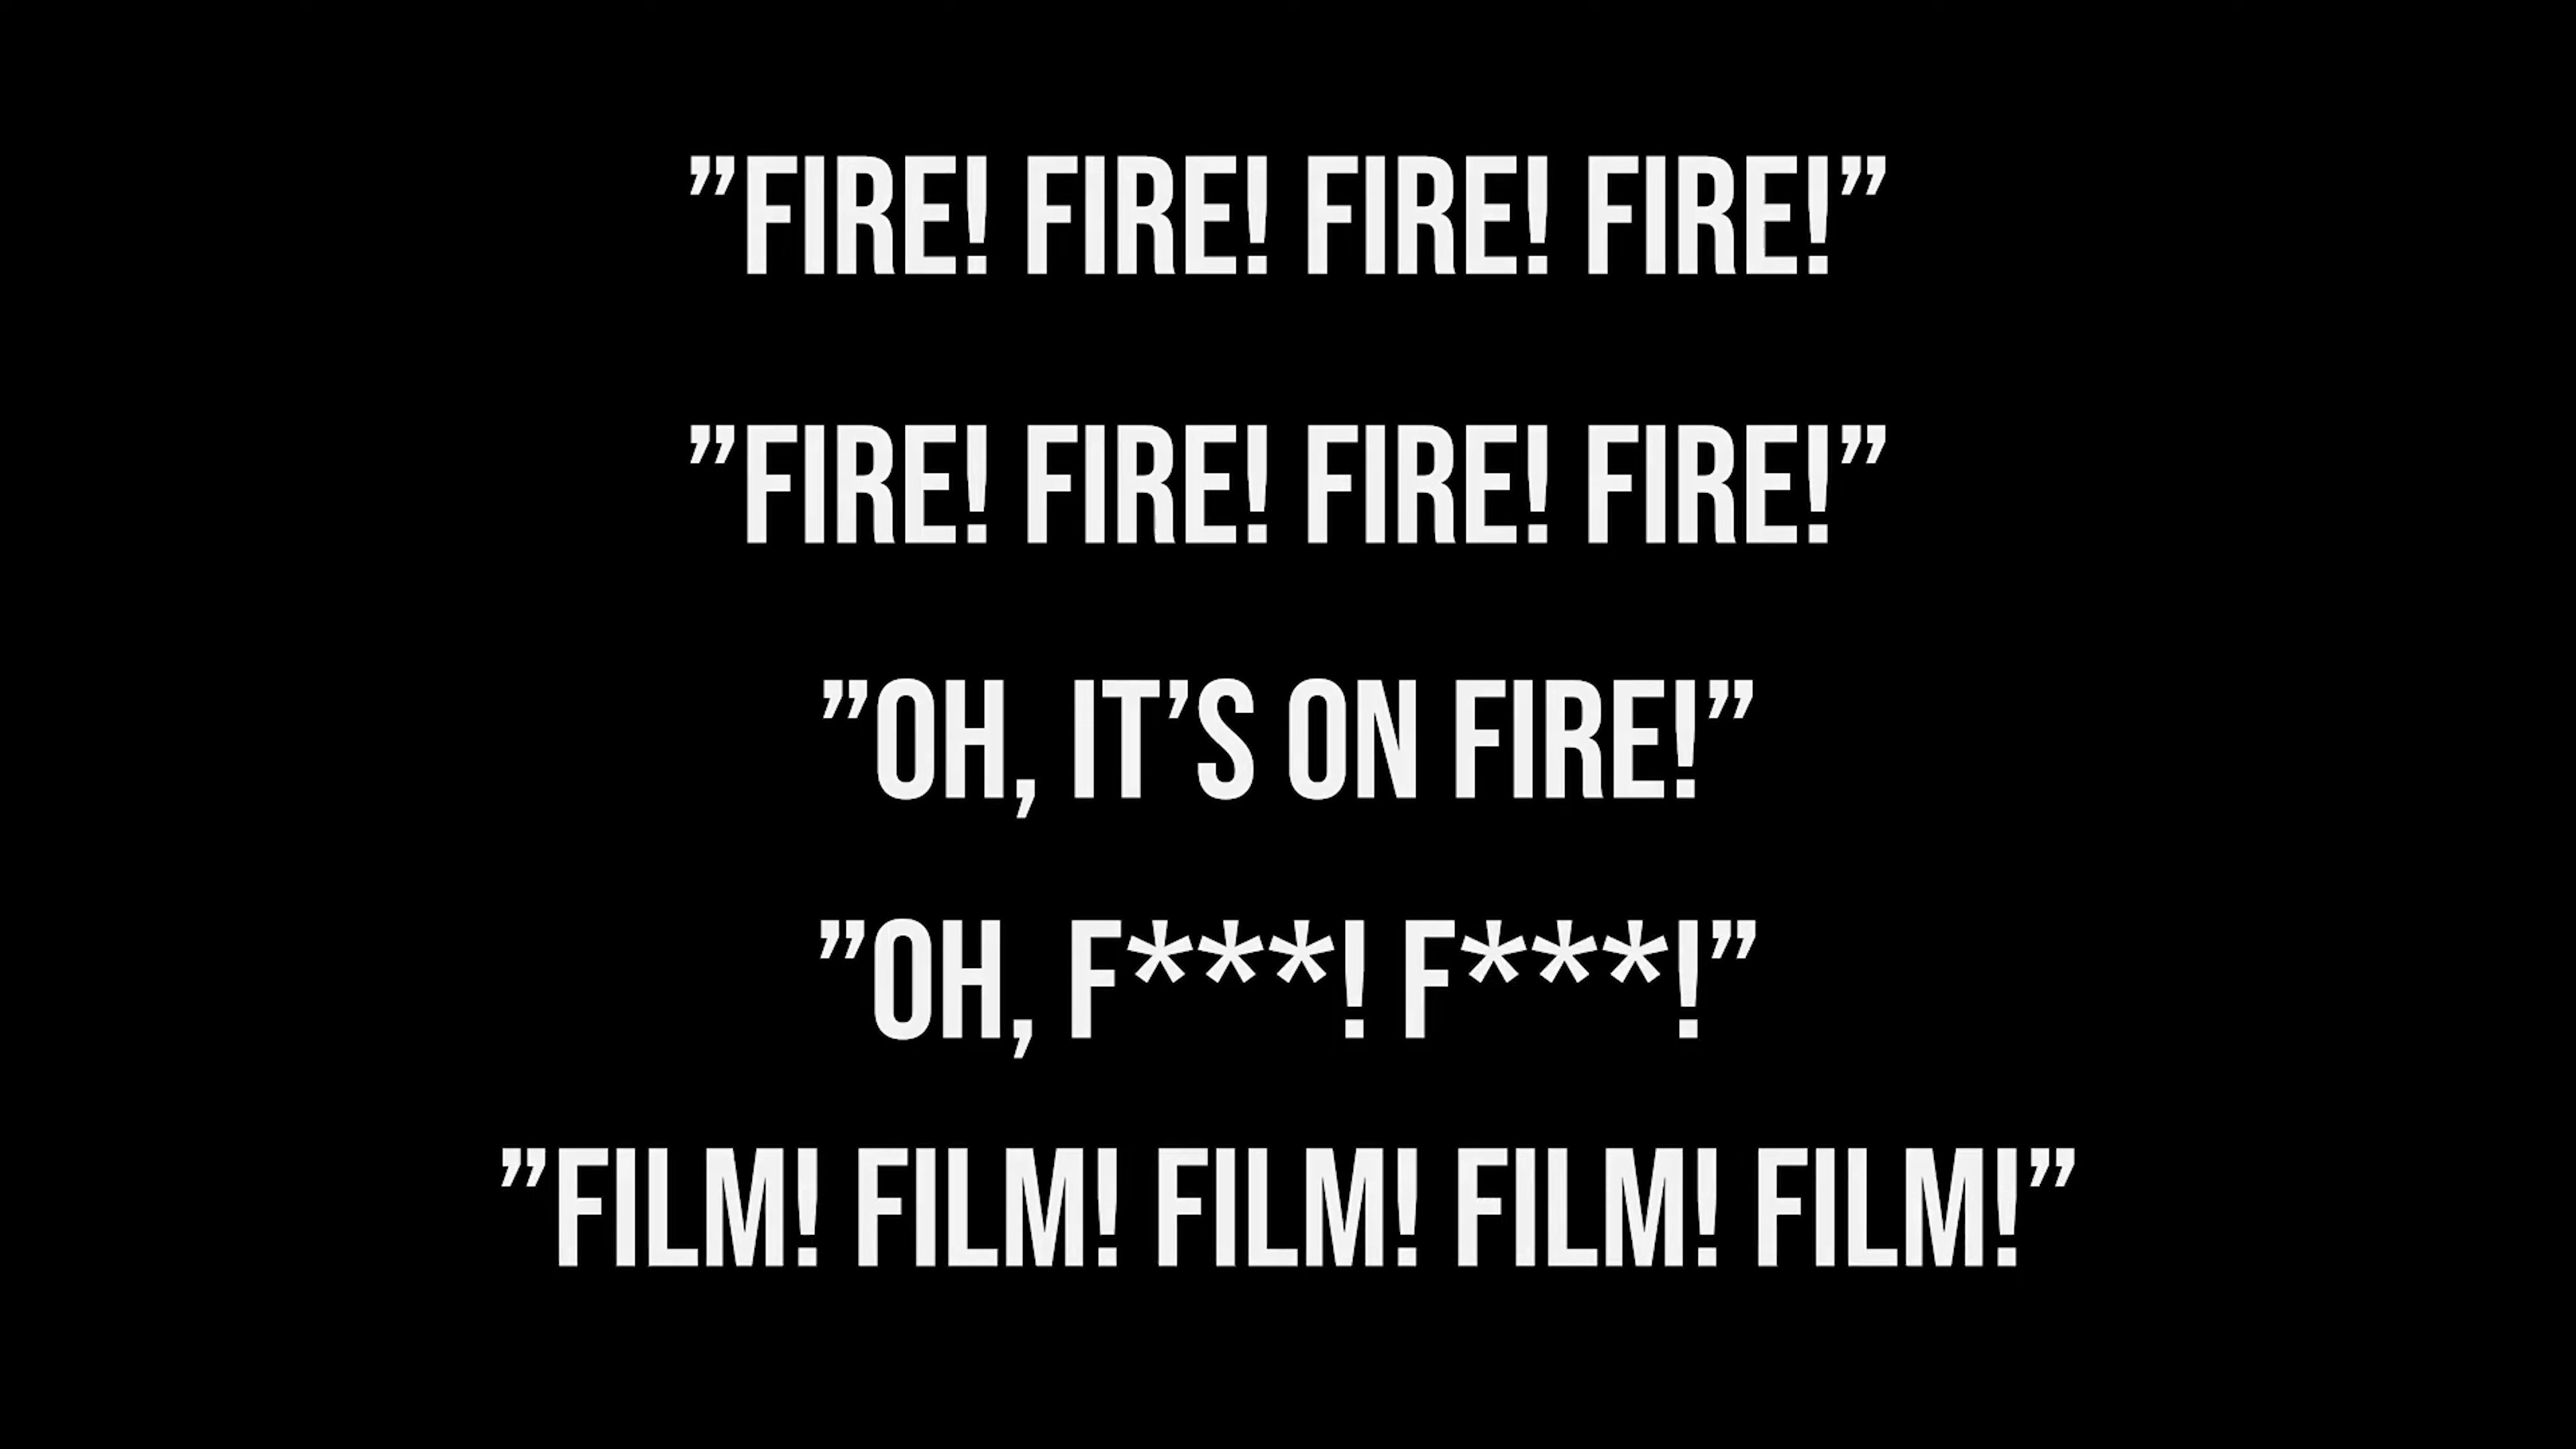 ”FIRE! FIRE! FIRE! FIRE!”
”FIRE! FIRE! FIRE! FIRE!”
”OH, IT’S ON FIRE!”
”OH, F***! F***!”
”FILM! FILM! FILM! FILM! FILM!”